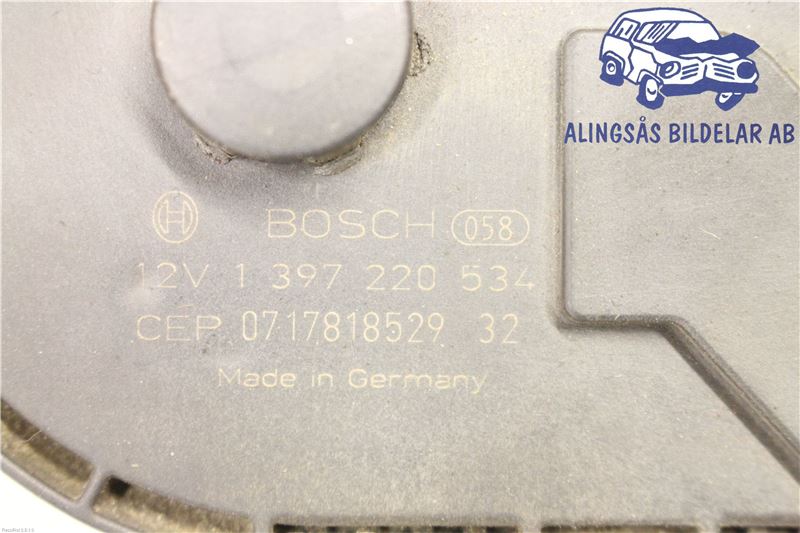 ALINGSÅS BILDELAR AB
BOSCH 058
12V 1 397 220 534
CEP 0717818529 32
Made in Germany